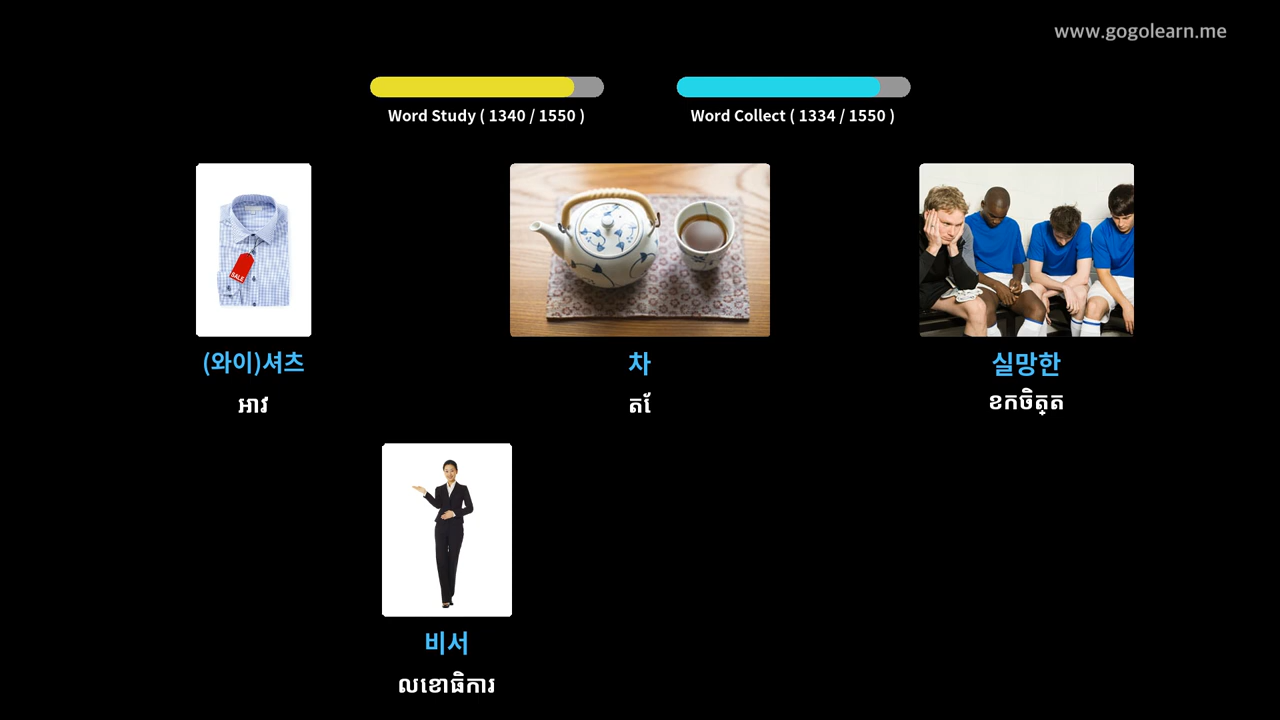 www.gogolearn.me
Word Study ( 1340 / 1550 )
Word Collect ( 1334 / 1550 )
SALE
(와이)셔츠
차
실망한
អាវ
តែ
ខកចិត្ត
비서
លេខាធិការ